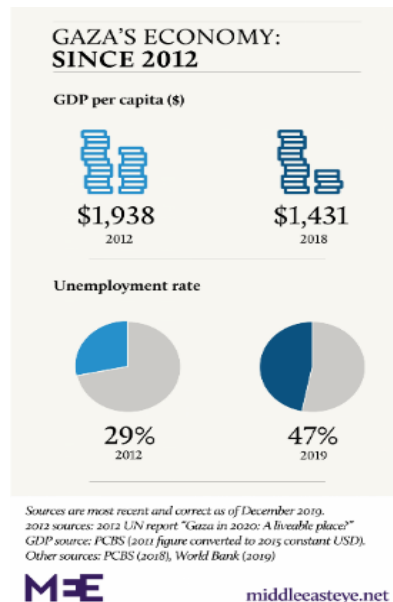 GAZA'S ECONOMY:
SINCE 2012
GDP per capita ($)
$1,938
2012
$1,431
2018
Unemployment rate
29%
2012
47%
2019
Sources are most recent and correct as of December 2019.
2012 sources: 2012 UN report "Gaza in 2020: A liveable place?"
GDP source: PCBS (2011 figure converted to 2015 constant USD).
Other sources: PCBS (2018), World Bank (2019)
MEE
middleeasteye.net